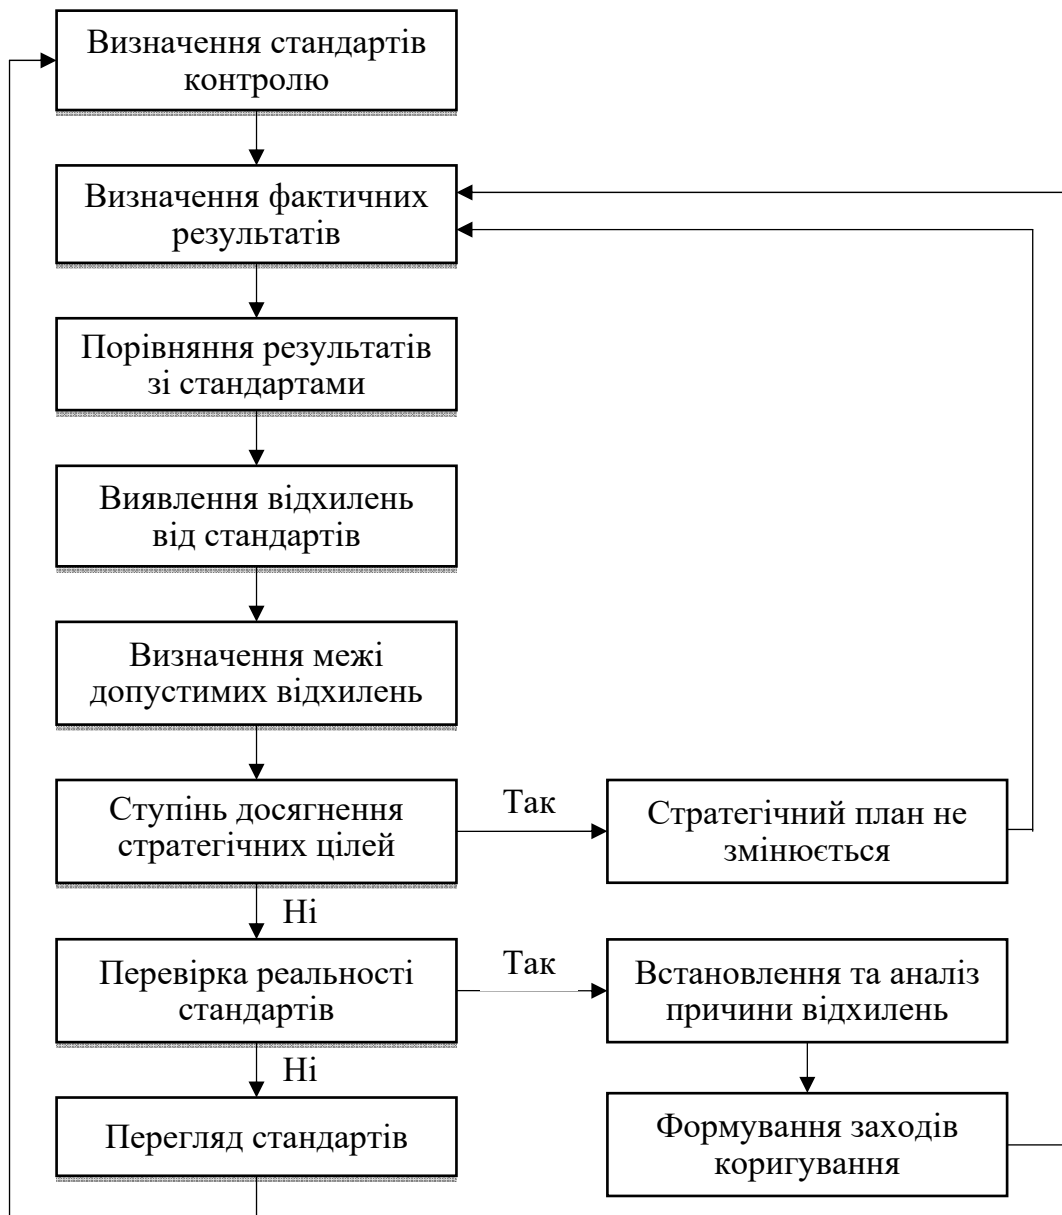 Визначення стандартів
контролю
Визначення фактичних
результатів
Порівняння результатів
зі стандартами
Виявлення відхилень
від стандартів
Визначення межі
допустимих відхилень
Ступінь досягнення
стратегічних цілей
Так
Стратегічний план не
змінюється
Ні
Перевірка реальності
стандартів
Так
Встановлення та аналіз
причини відхилень
Ні
Перегляд стандартів
Формування заходів
коригування